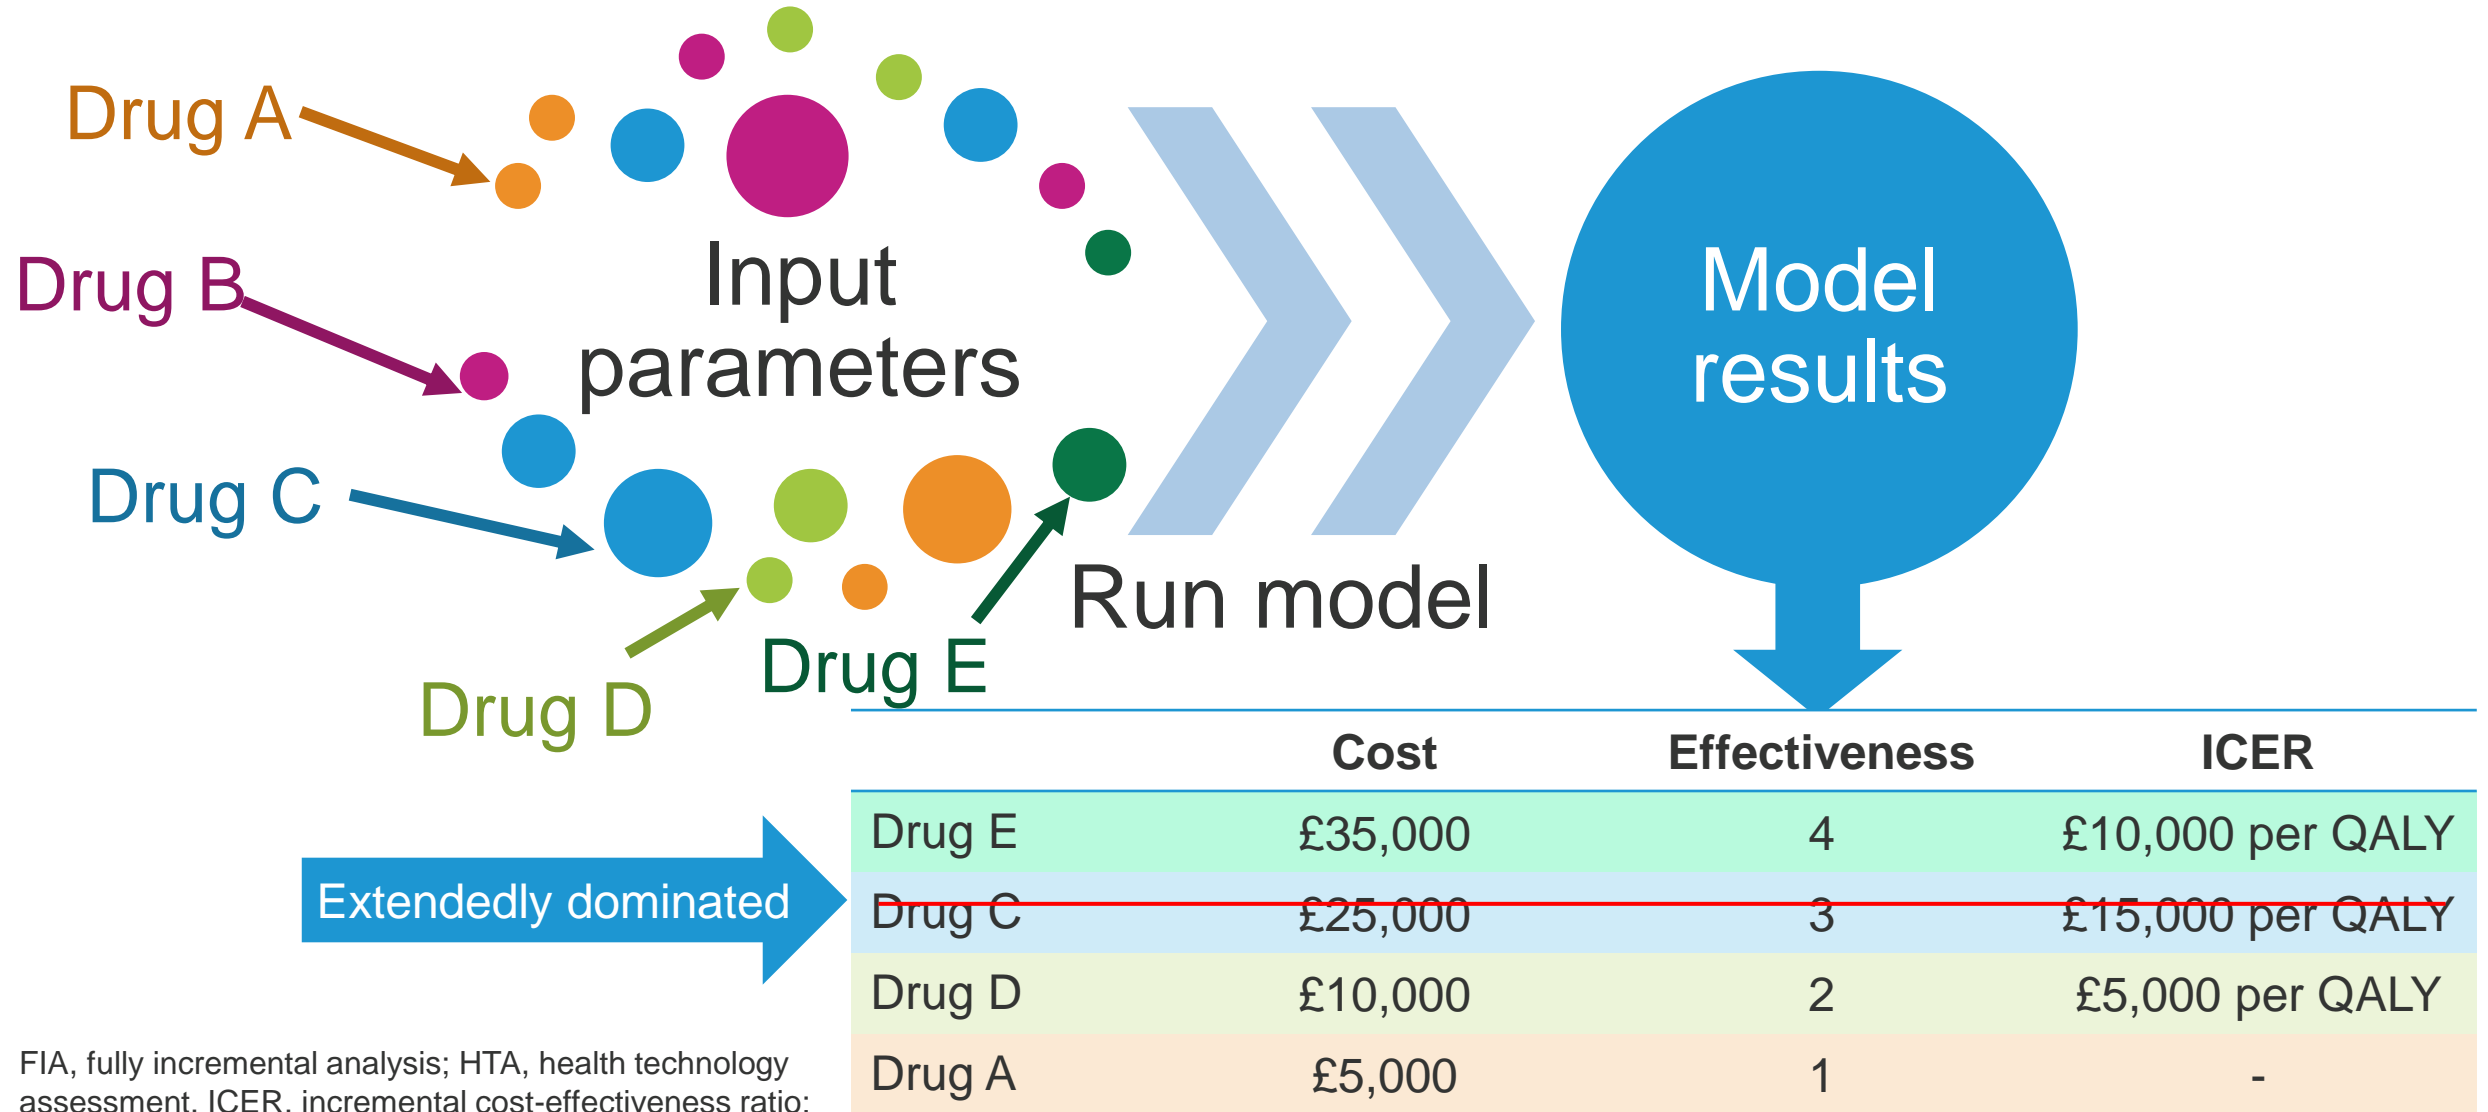 Drug A
Drug B
Drug C
Drug D
Drug E
Input
parameters
Run model
Model
results
Extendedly dominated
Cost Effectiveness ICER
Drug E £35,000 4 £10,000 per QALY
Drug C £25,000 3 £15,000 per QALY
Drug D £10,000 2 £5,000 per QALY
Drug A £5,000 1 -
FIA, fully incremental analysis; HTA, health technology
assessment, ICER, incremental cost-effectiveness ratio;